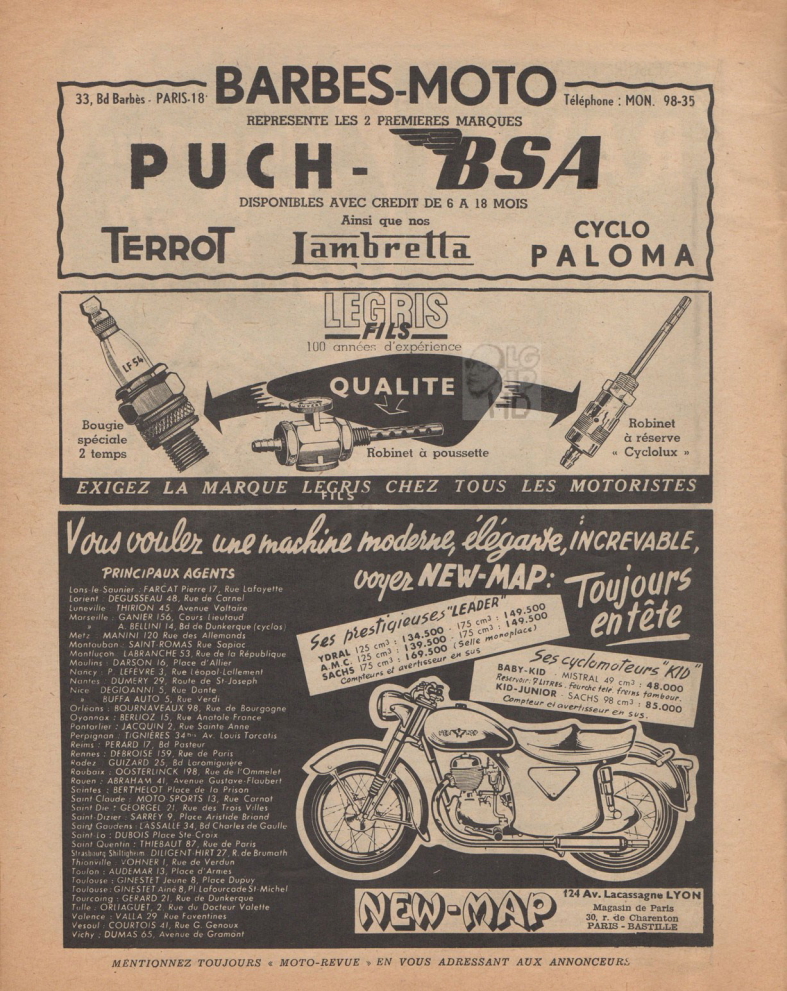 BARBES-MOTO
33, Bd Barbès - PARIS-18
Téléphone : MON. 98-35
REPRESENTE LES 2 PREMIERES MARQUES
PUCH - BSA
DISPONIBLES AVEC CREDIT DE 6 A 18 MOIS
Ainsi que nos
TERROT Lambretta CYCLO PALOMA
LEGRIS
FILS
100 années d'expérience
LF 54
QUALITE
Bougie
spéciale
2 temps
Robinet à poussette
Robinet
à réserve
« Cyclolux »
EXIGEZ LA MARQUE LEGRIS FILS CHEZ TOUS LES MOTORISTES
Vous voulez une machine moderne, élégante, INCREVABLE,
voyez NEW-MAP: Toujours
en tête
PRINCIPAUX AGENTS
Lons-le-Saunier : FARCAT Pierre 17, Rue Lafayette
Lorient DEGUSSEAU 48, Rue de Carnel
Luneville THIRION 45, Avenue Voltaire
Marseille : GANIER 156, Cours Lieutaud
» A. BELLINI 14, Bd de Dunkerque (cyclos)
Metz MANINI 120 Rue des Allemands
Montauban : SAINT-ROMAS Rue Sapiac
Montluçon LABRANCHE 53, Rue de la République
Moulins : DARSON 16, Place d'Allier
Nancy : P. LEFEVRE 3, Rue Léopol-Lallement
Nantes : DUMERY 29, Route de St-Joseph
Nice DEGIOANNI 5, Rue Dante
» BUFFA AUTO 5, Rue Verdi
Orléans : BOURNAVEAUX 98, Rue de Bourgogne
Oyonnax : BERLIOZ 15, Rue Anatole France
Pontarlier : JACQUIN 2, Rue Sainte Anne
Perpignan : TIGNIÈRES 34 bis Av. Louis Torcatis
Reims : PERARD 17, Bd Pasteur
Rennes : DEBROISE 159, Rue de Paris
Rodez GUIZARD 25, Bd Laromiguière
Roubaix : OOSTERLINCK 198, Rue de l'Ommelet
Rouen : ABRAHAM 41, Avenue Gustave-Flaubert
Saintes : BERTHELOT Place de la Prison
Saint Claude : MOTO SPORTS 13, Rue Carnot
Saint Dié : GEORGEL 21, Rue des Trois Villes
Saint-Dizier : SARREY 9, Place Aristide Briand
Saint Gaudens : LASSALLE 34, Bd Charles de Gaulle
Saint-Lo : DUBOIS Place Ste-Croix
Saint Quentin : THIEBAUT 87, Rue de Paris
Strasbourg Shilligheim DILIGENT-HIRT 27, R. de Brumath
Thionville : VOHNER 1, Rue de Verdun
Toulon : AUDEMAR 13, Place d'Armes
Toulouse : GINESTET Jeune 8, Place Dupuy
Toulouse : GINESTET Ainé 8, Pl. Lafourcade St-Michel
Tourcoing : GERARD 21, Rue de Dunkerque
Tulle : ORLIAGUET, 2, Rue du Docteur Valette
Valence : VALLA 29 Rue Faventines
Vesoul : COURTOIS 41, Rue G. Genoux
Vichy : DUMAS 65, Avenue de Gramont
Ses prestigieuses "LEADER"
YDRAL 125 cm3 : 134.500 - 175 cm3 : 149.500
A.M.C. 125 cm3 : 139.500 - 175 cm3 : 149.500
SACHS 175 cm3 : 169.500 (Selle monoplace)
Compteurs et avertisseur en sus
Ses cyclomoteurs "KID"
BABY-KID - MISTRAL 49 cm3 : 48.000
Réservoir : 7 LITRES. Fourche télé. freins tambour.
KID-JUNIOR - SACHS 98 cm3 : 85.000
Compteur et avertisseur en sus.
NEW-MAP
NEW-MAP
124 Av. Lacassagne LYON
Magasin de Paris
30, r. de Charenton
PARIS - BASTILLE
MENTIONNEZ TOUJOURS « MOTO-REVUE » EN VOUS ADRESSANT AUX ANNONCEURS